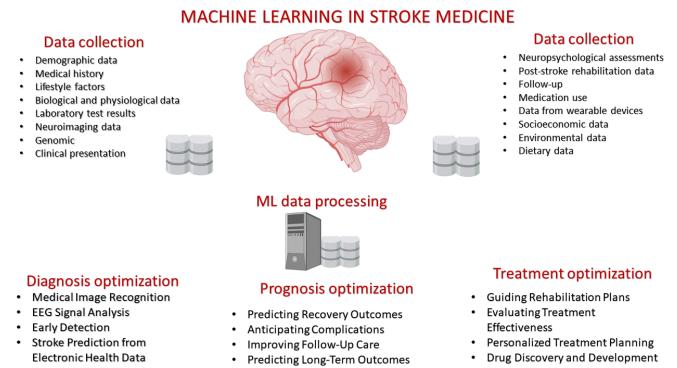 MACHINE LEARNING IN STROKE MEDICINE
Data collection
• Demographic data
• Medical history
• Lifestyle factors
• Biological and physiological data
• Laboratory test results
• Neuroimaging data
• Genomic
• Clinical presentation
Data collection
• Neuropsychological assessments
• Post-stroke rehabilitation data
• Follow-up
• Medication use
• Data from wearable devices
• Socioeconomic data
• Environmental data
• Dietary data
ML data processing
Diagnosis optimization
• Medical Image Recognition
• EEG Signal Analysis
• Early Detection
• Stroke Prediction from
Electronic Health Data
Prognosis optimization
• Predicting Recovery Outcomes
• Anticipating Complications
• Improving Follow-Up Care
• Predicting Long-Term Outcomes
Treatment optimization
• Guiding Rehabilitation Plans
• Evaluating Treatment
Effectiveness
• Personalized Treatment Planning
• Drug Discovery and Development